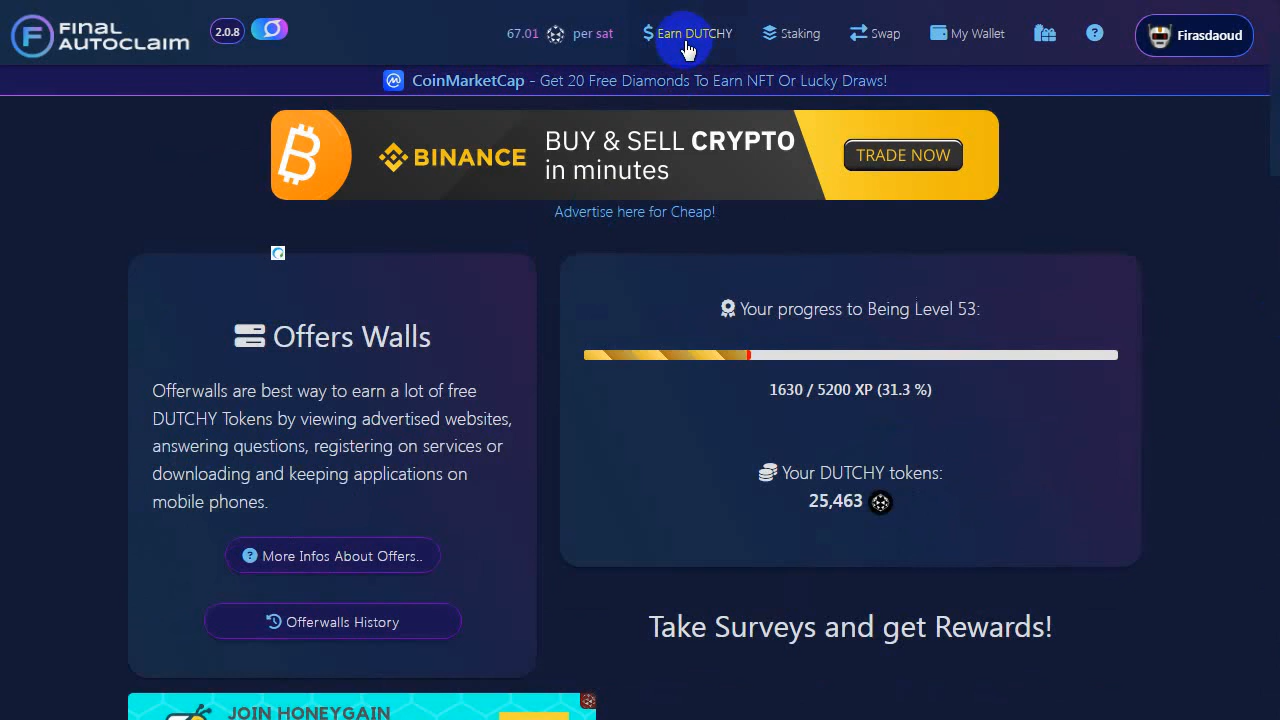 FINAL
AUTOCLAIM
2.0.8
67.01 per sat
Earn DUTCHY
Staking
Swap
My Wallet
Firasdaoud
CoinMarketCap - Get 20 Free Diamonds To Earn NFT Or Lucky Draws!
BINANCE
BUY & SELL CRYPTO
in minutes
TRADE NOW
Advertise here for Cheap!
Offers Walls
Offerwalls are best way to earn a lot of free
DUTCHY Tokens by viewing advertised websites,
answering questions, registering on services or
downloading and keeping applications on
mobile phones.
More Infos About Offers..
Offerwalls History
Your progress to Being Level 53:
1630 / 5200 XP (31.3 %)
Your DUTCHY tokens:
25,463
Take Surveys and get Rewards!
JOIN HONEYGAIN